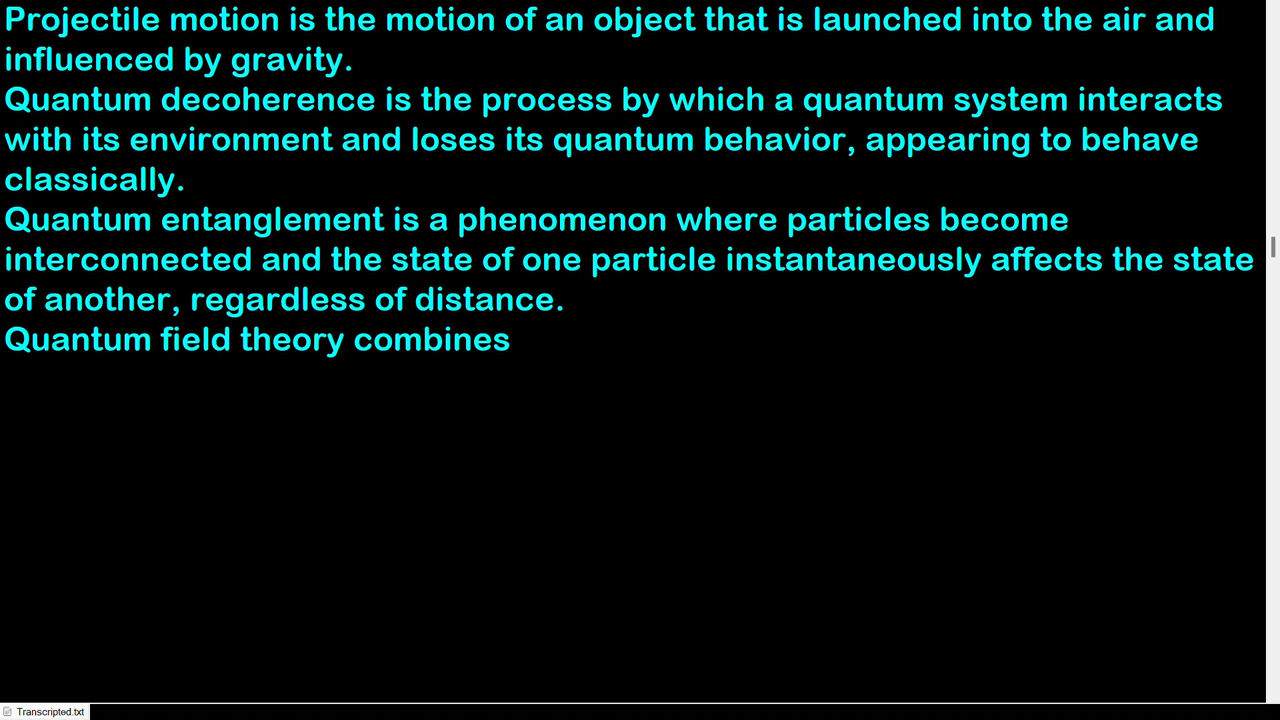 Projectile motion is the motion of an object that is launched into the air and
influenced by gravity.
Quantum decoherence is the process by which a quantum system interacts
with its environment and loses its quantum behavior, appearing to behave
classically.
Quantum entanglement is a phenomenon where particles become
interconnected and the state of one particle instantaneously affects the state
of another, regardless of distance.
Quantum field theory combines
Transcripted.txt